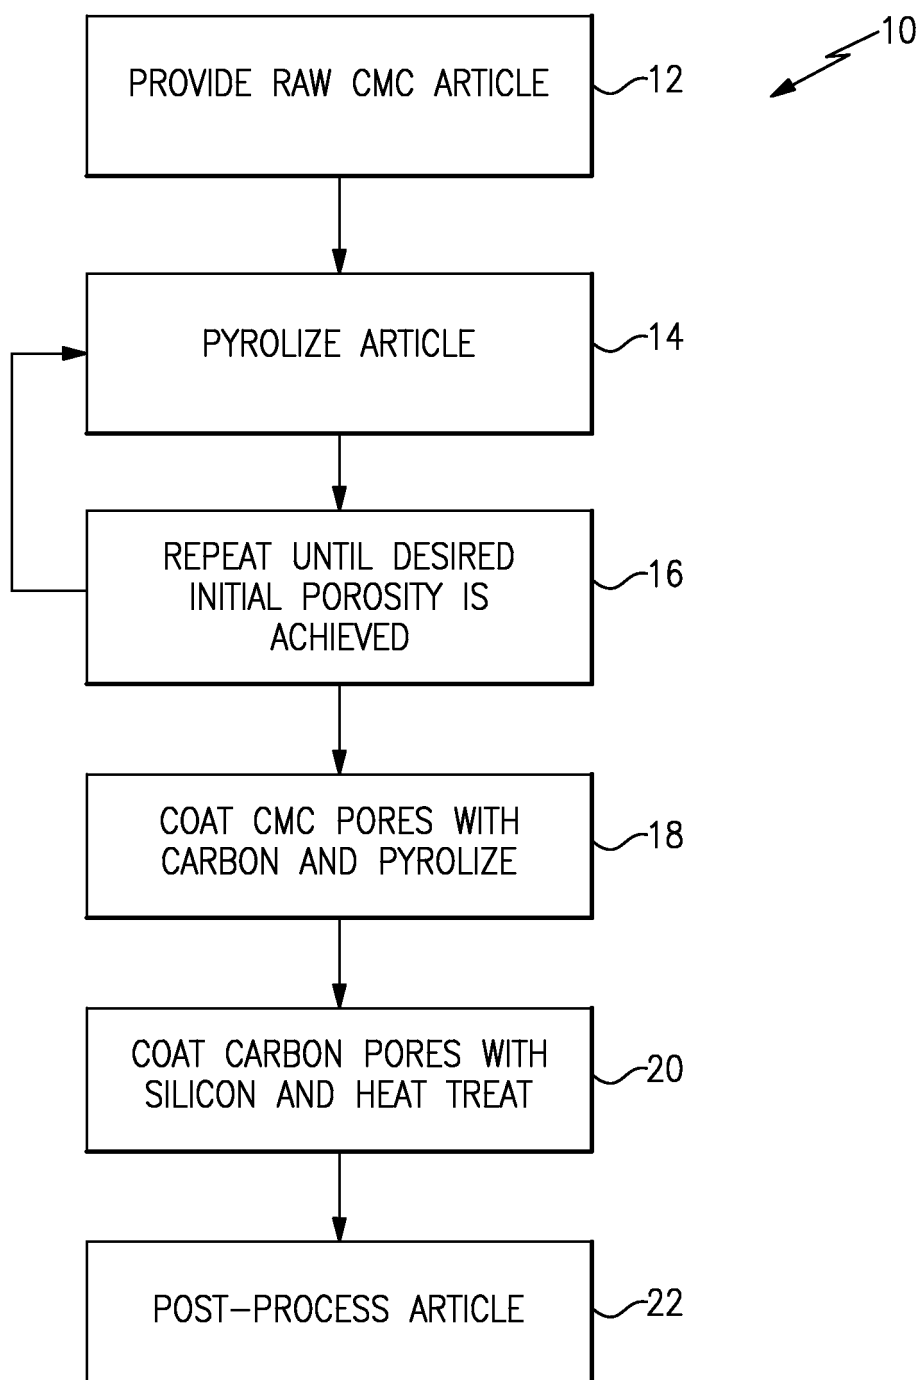 10
PROVIDE RAW CMC ARTICLE
12
PYROLIZE ARTICLE
14
REPEAT UNTIL DESIRED
INITIAL POROSITY IS
ACHIEVED
16
COAT CMC PORES WITH
CARBON AND PYROLIZE
18
COAT CARBON PORES WITH
SILICON AND HEAT TREAT
20
POST-PROCESS ARTICLE
22